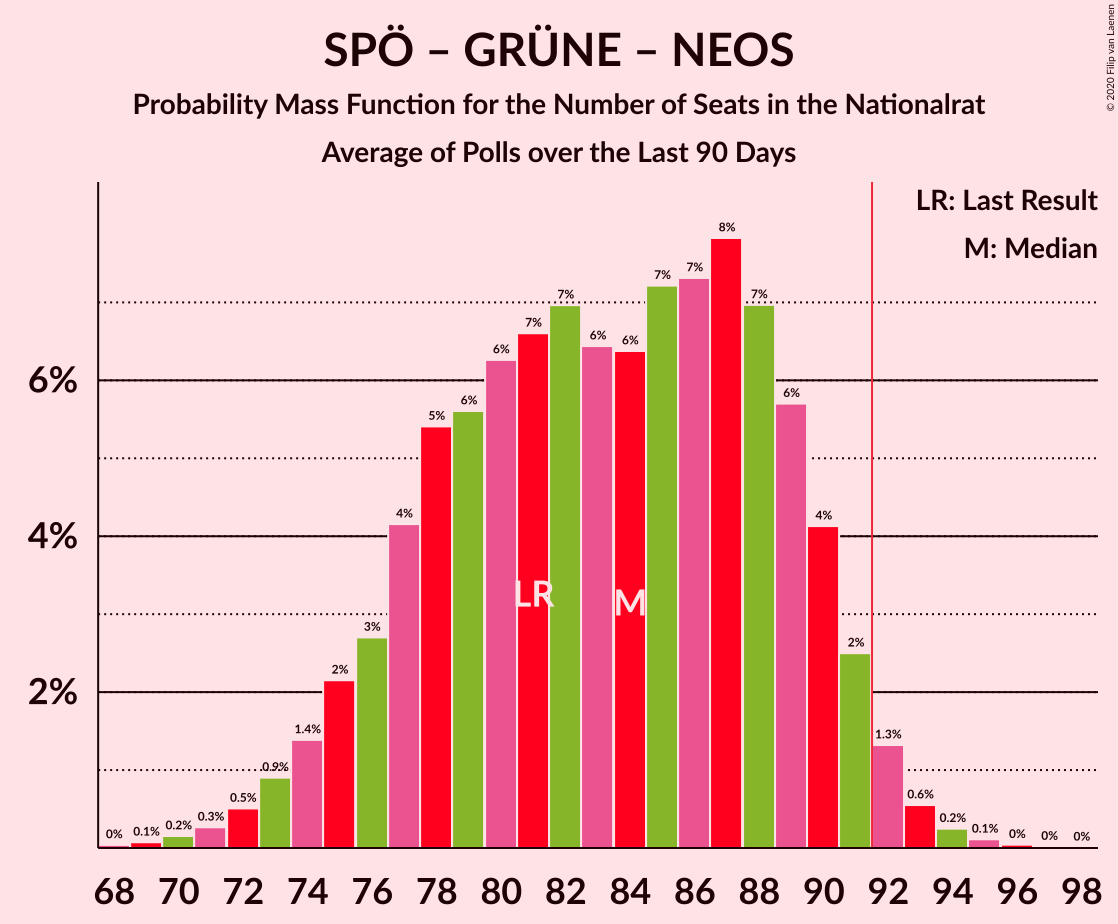 SPÖ – GRÜNE – NEOS
Probability Mass Function for the Number of Seats in the Nationalrat
Average of Polls over the Last 90 Days
© 2020 Filip van Laenen
LR: Last Result
M: Median
6%
4%
2%
0% 0.1% 0.2% 0.3% 0.5% 0.9% 1.4% 2% 3% 4% 5% 6% 6% 7% 7% 6% 6% 7% 7% 8% 7% 6% 4% 2% 1.3% 0.6% 0.2% 0.1% 0% 0% 0%
LR M
68 70 72 74 76 78 80 82 84 86 88 90 92 94 96 98